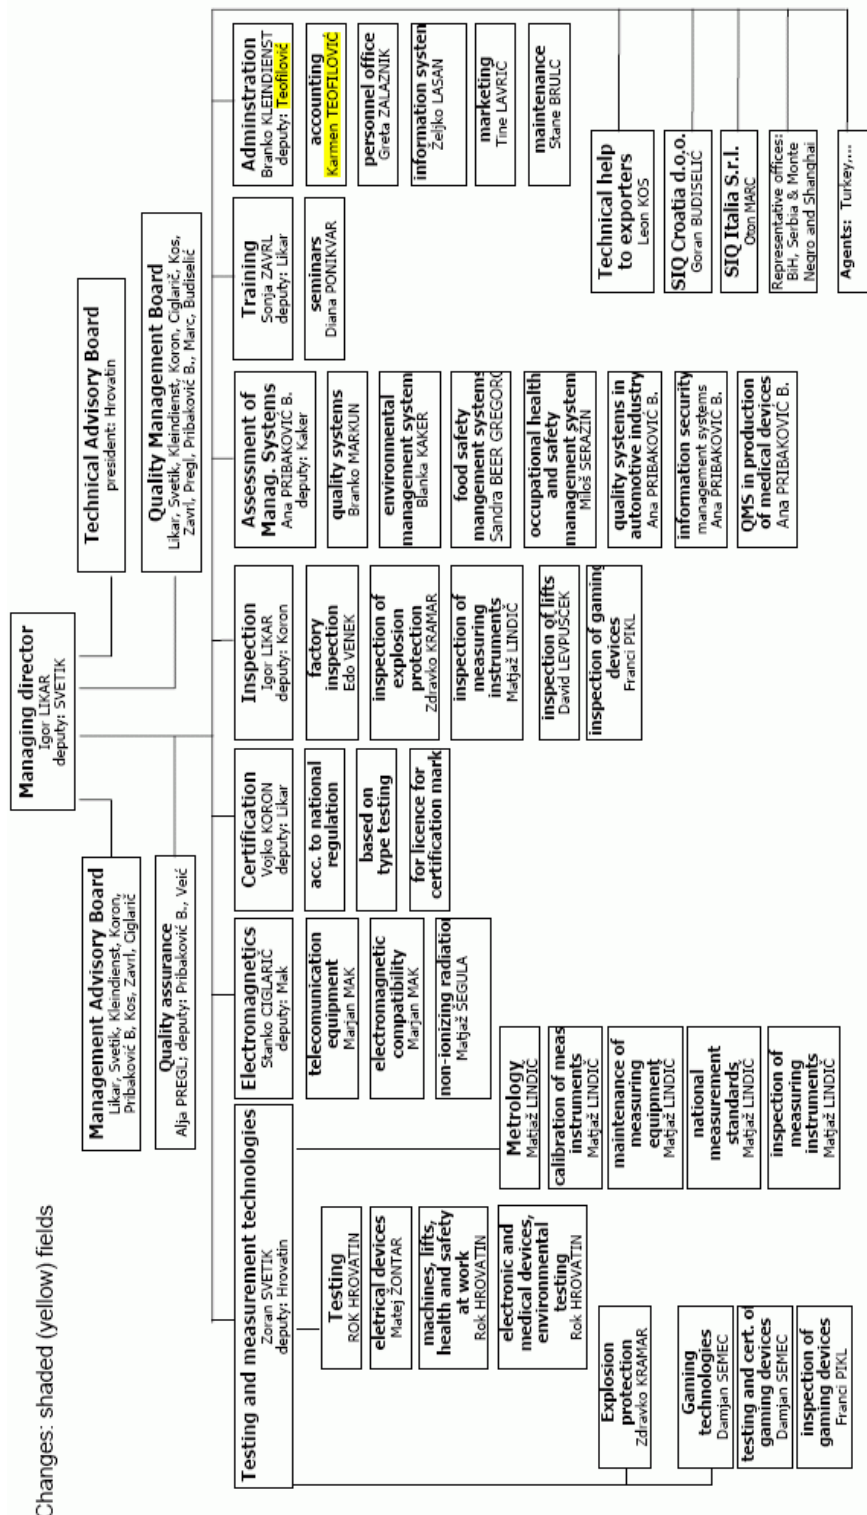 Changes: shaded (yellow) fields
Managing director
Igor LIKAR
deputy: SVETIK
Management Advisory Board
Likar, Svetik, Kleindienst, Koron,
Pribaković B, Kos, Zavrl, Ciglarič
Technical Advisory Board
president: Hrovatin
Quality assurance
Alja PREGL; deputy: Pribaković B., Veić
Quality Management Board
Likar, Svetik, Kleindienst, Koron, Ciglarič, Kos,
Zavrl, Pregl, Pribaković B., Marc, Budiselić
Testing and measurement technologies
Zoran SVETIK
deputy: Hrovatin
Testing
ROK HROVATIN
eletrical devices
Matej ŽONTAR
machines, lifts,
health and safety
at work
Rok HROVATIN
electronic and
medical devices,
environmental
testing
Rok HROVATIN
Explosion
protection
Zdravko KRAMAR
Gaming
technologies
Damjan SEMEC
testing and cert. of
gaming devices
Damjan SEMEC
inspection of
gaming devices
Franci PIKL
Metrology
Matjaž LINDIČ
calibration of meas
instruments
Matjaž LINDIČ
maintenance of
measuring
equipment
Matjaž LINDIČ
national
measurement
standards
Matjaž LINDIČ
inspection of
measuring
instruments
Matjaž LINDIČ
Electromagnetics
Stanko CIGLARIČ
deputy: Mak
telecomunication
equipment
Marjan MAK
electromagnetic
compatibility
Marjan MAK
non-ionizing radiation
Matjaž ŠEGULA
Certification
Vojko KORON
deputy: Likar
acc. to national
regulation
based on
type testing
for licence for
certification mark
Inspection
Igor LIKAR
deputy: Koron
factory
inspection
Edo VENEK
inspection of
explosion
protection
Zdravko KRAMAR
inspection of
measuring
instruments
Matjaž LINDIČ
inspection of lifts
David LEVPUŠČEK
inspection of gaming
devices
Franci PIKL
Assessment of
Manag. Systems
Ana PRIBAKOVIĆ B.
deputy: Kaker
quality systems
Branko MARKUN
environmental
management system
Blanka KAKER
food safety
mangement systems
Sandra BEER GREGORC
occupational health
and safety
management system
Miloš SERAZIN
quality systems in
automotive industry
Ana PRIBAKOVIĆ B.
information security
management systems
Ana PRIBAKOVIĆ B.
QMS in production
of medical devices
Ana PRIBAKOVIĆ B.
Training
Sonja ZAVRL
deputy: Likar
seminars
Diana PONIKVAR
Adminstration
Branko KLEINDIENST
deputy: Teofilović
accounting
Karmen TEOFILOVIĆ
personnel office
Greta ZALAZNIK
information system
Željko LASAN
marketing
Tine LAVRIČ
maintenance
Stane BRULC
Technical help
to exporters
Leon KOS
SIQ Croatia d.o.o.
Goran BUDISELIĆ
SIQ Italia S.r.l.
Oton MARC
Representative offices:
BiH, Serbia & Monte
Negro and Shanghai
Agents: Turkey,...